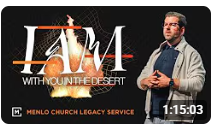 I AM
WITH YOU IN THE DESERT
M MENLO CHURCH LEGACY SERVICE
1:15:03